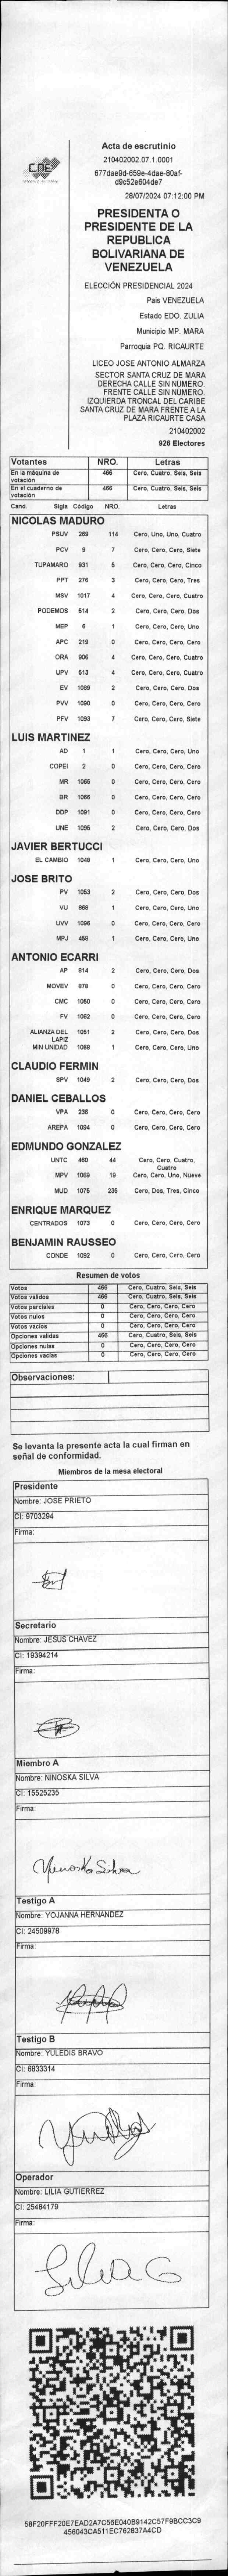 CNE
Acta de escrutinio
210402002.07.1.0001
677dae9d-659e-4dae-80af-
d9c52e604de7
28/07/2024 07:12:00 PM
PRESIDENTA O
PRESIDENTE DE LA
REPUBLICA
BOLIVARIANA DE
VENEZUELA
ELECCIÓN PRESIDENCIAL 2024
Pais VENEZUELA
Estado EDO. ZULIA
Municipio MP. MARA
Parroquia PQ. RICAURTE
LICEO JOSE ANTONIO ALMARZA
SECTOR SANTA CRUZ DE MARA
DERECHA CALLE SIN NUMERO.
FRENTE CALLE SIN NUMERO.
IZQUIERDA TRONCAL DEL CARIBE
SANTA CRUZ DE MARA FRENTE A LA
PLAZA RICAURTE CASA
210402002
926 Electores
Votantes NRO. Letras
En la máquina de votación 466 Cero, Cuatro, Seis, Seis
En el cuaderno de votación 466 Cero, Cuatro, Seis, Seis
Cand. Sigla Código NRO. Letras
NICOLAS MADURO
PSUV 269 114 Cero, Uno, Uno, Cuatro
PCV 9 7 Cero, Cero, Cero, Siete
TUPAMARO 931 5 Cero, Cero, Cero, Cinco
PPT 276 3 Cero, Cero, Cero, Tres
MSV 1017 4 Cero, Cero, Cero, Cuatro
PODEMOS 514 2 Cero, Cero, Cero, Dos
MEP 6 1 Cero, Cero, Cero, Uno
APC 219 0 Cero, Cero, Cero, Cero
ORA 906 4 Cero, Cero, Cero, Cuatro
UPV 513 4 Cero, Cero, Cero, Cuatro
EV 1089 2 Cero, Cero, Cero, Dos
PVV 1090 0 Cero, Cero, Cero, Cero
PFV 1093 7 Cero, Cero, Cero, Siete
LUIS MARTINEZ
AD 1 1 Cero, Cero, Cero, Uno
COPEI 2 0 Cero, Cero, Cero, Cero
MR 1065 0 Cero, Cero, Cero, Cero
BR 1066 0 Cero, Cero, Cero, Cero
DDP 1091 0 Cero, Cero, Cero, Cero
UNE 1095 2 Cero, Cero, Cero, Dos
JAVIER BERTUCCI
EL CAMBIO 1048 1 Cero, Cero, Cero, Uno
JOSE BRITO
PV 1053 2 Cero, Cero, Cero, Dos
VU 868 1 Cero, Cero, Cero, Uno
UVV 1096 0 Cero, Cero, Cero, Cero
MPJ 458 1 Cero, Cero, Cero, Uno
ANTONIO ECARRI
AP 814 2 Cero, Cero, Cero, Dos
MOVEV 878 0 Cero, Cero, Cero, Cero
CMC 1050 0 Cero, Cero, Cero, Cero
FV 1062 0 Cero, Cero, Cero, Cero
ALIANZA DEL LAPIZ 1051 2 Cero, Cero, Cero, Dos
MIN UNIDAD 1068 1 Cero, Cero, Cero, Uno
CLAUDIO FERMIN
SPV 1049 2 Cero, Cero, Cero, Dos
DANIEL CEBALLOS
VPA 236 0 Cero, Cero, Cero, Cero
AREPA 1094 0 Cero, Cero, Cero, Cero
EDMUNDO GONZALEZ
UNTC 460 44 Cero, Cero, Cuatro, Cuatro
MPV 1069 19 Cero, Cero, Uno, Nueve
MUD 1075 235 Cero, Dos, Tres, Cinco
ENRIQUE MARQUEZ
CENTRADOS 1073 0 Cero, Cero, Cero, Cero
BENJAMIN RAUSSEO
CONDE 1092 0 Cero, Cero, Cero, Cero
Resumen de votos
Votos 466 Cero, Cuatro, Seis, Seis
Votos validos 466 Cero, Cuatro, Seis, Seis
Votos parciales 0 Cero, Cero, Cero, Cero
Votos nulos 0 Cero, Cero, Cero, Cero
Votos vacios 0 Cero, Cero, Cero, Cero
Opciones validas 466 Cero, Cuatro, Seis, Seis
Opciones nulas 0 Cero, Cero, Cero, Cero
Opciones vacias 0 Cero, Cero, Cero, Cero
Observaciones:
Se levanta la presente acta la cual firman en
señal de conformidad.
Miembros de la mesa electoral
Presidente
Nombre: JOSE PRIETO
CI: 9703294
Firma:
Secretario
Nombre: JESUS CHAVEZ
CI: 19394214
Firma:
Miembro A
Nombre: NINOSKA SILVA
CI: 15525235
Firma:
Ninoska Silva
Testigo A
Nombre: YOJANNA HERNANDEZ
CI: 24509978
Firma:
Testigo B
Nombre: YULEDIS BRAVO
CI: 6833314
Firma:
Operador
Nombre: LILIA GUTIERREZ
CI: 25484179
Firma:
58F20FFF20E7EAD2A7C56E040B9142C57F9BCC3C9
456043CA511EC762837A4CD